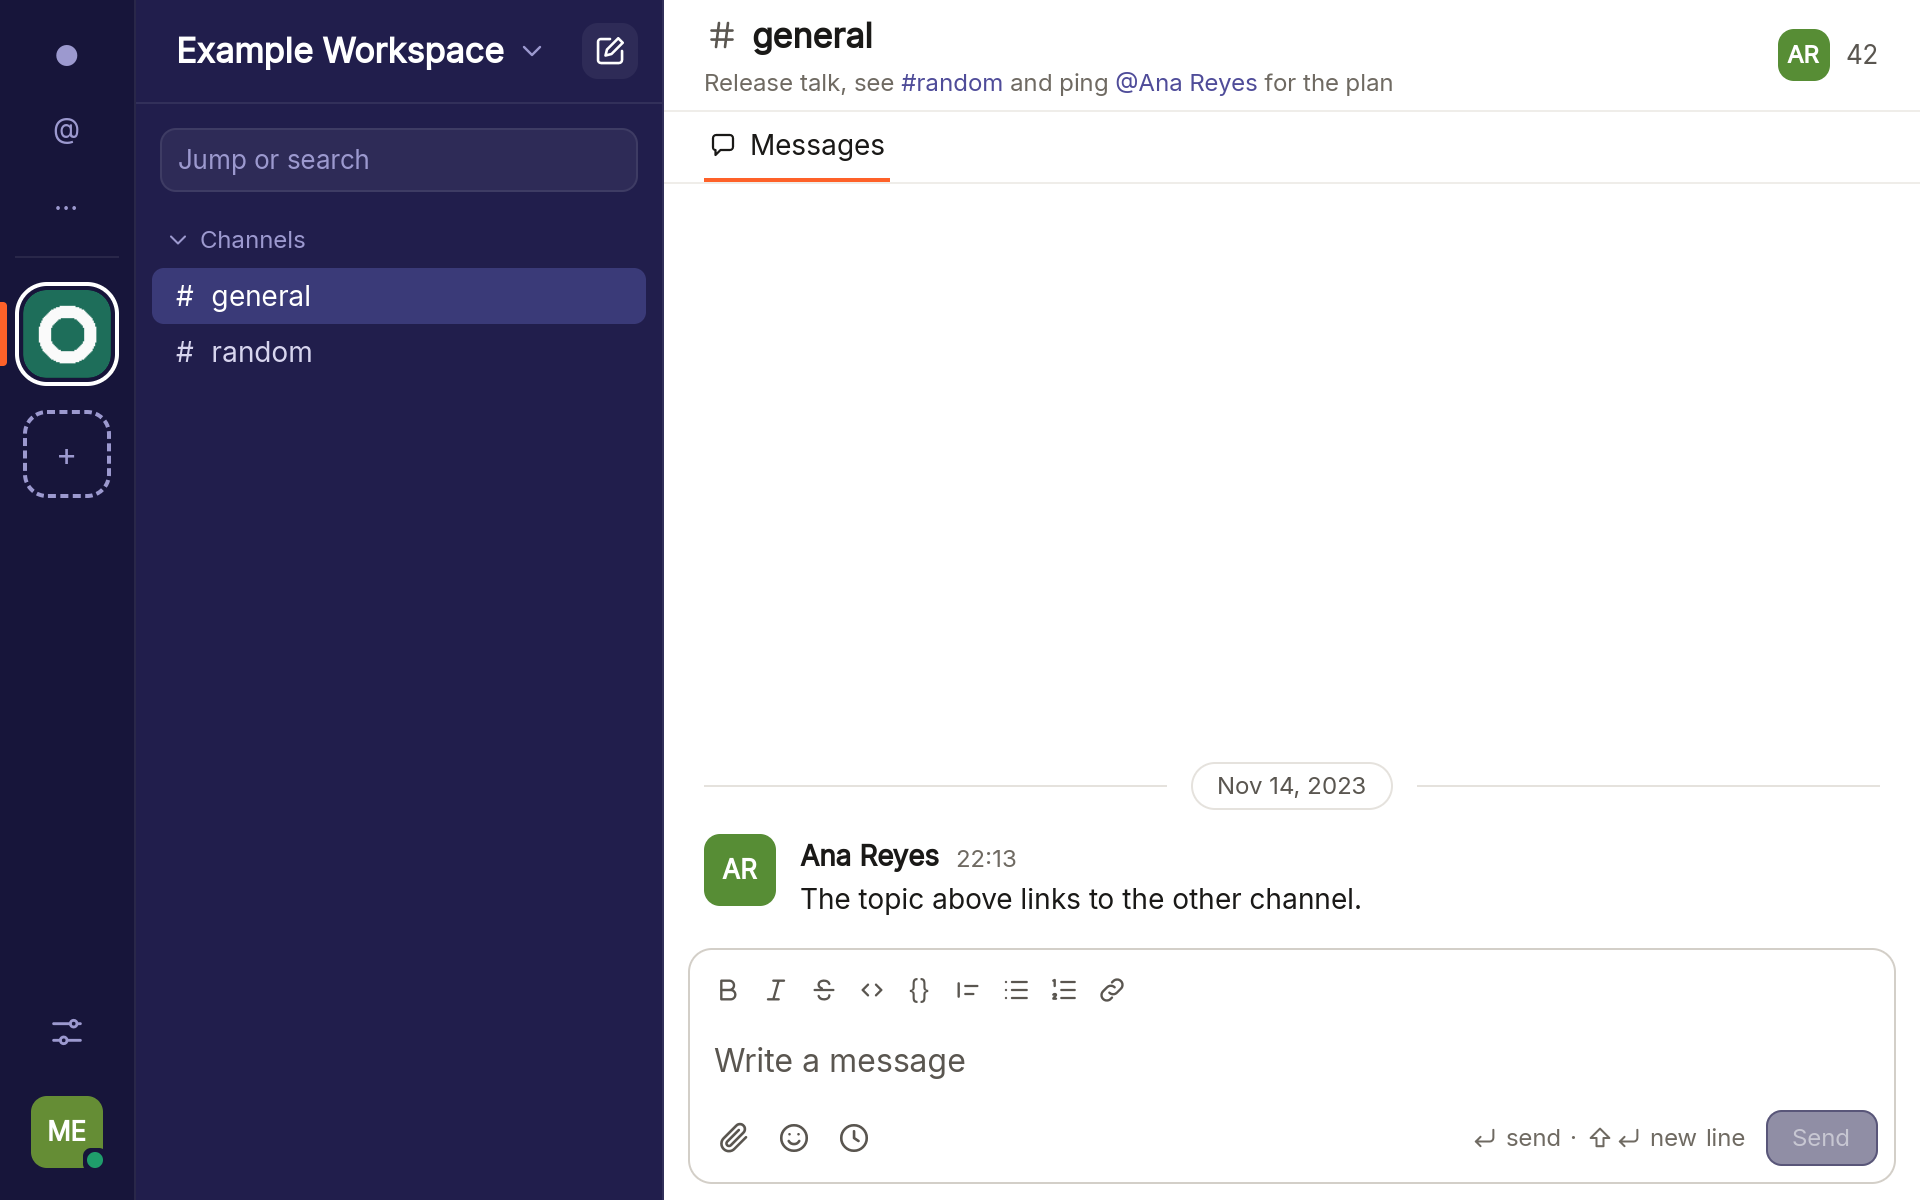 @
...
+
ME
Example Workspace
Jump or search
Channels
# general
# random
# general
Release talk, see #random and ping @Ana Reyes for the plan
AR 42
Messages
Nov 14, 2023
AR
Ana Reyes 22:13
The topic above links to the other channel.
Write a message
send · new line
Send